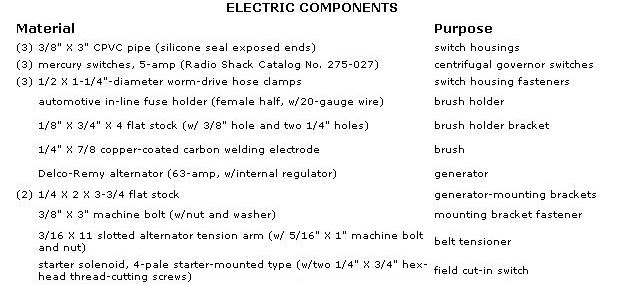 ELECTRIC COMPONENTS
Material Purpose
(3) 3/8" X 3" CPVC pipe (silicone seal exposed ends) switch housings
(3) mercury switches, 5-amp (Radio Shack Catalog No. 275-027) centrifugal governor switches
(3) 1/2 X 1-1/4"-diameter worm-drive hose clamps switch housing fasteners
automotive in-line fuse holder (female half, w/20-gauge wire) brush holder
1/8" X 3/4" X 4 flat stock (w/ 3/8" hole and two 1/4" holes) brush holder bracket
1/4" X 7/8 copper-coated carbon welding electrode brush
Delco-Remy alternator (63-amp, w/internal regulator) generator
(2) 1/4 X 2 X 3-3/4 flat stock generator-mounting brackets
3/8" X 3" machine bolt (w/nut and washer) mounting bracket fastener
3/16 X 11 slotted alternator tension arm (w/ 5/16" X 1" machine bolt
and nut) belt tensioner
starter solenoid, 4-pale starter-mounted type (w/two 1/4" X 3/4" hex-
head thread-cutting screws) field cut-in switch